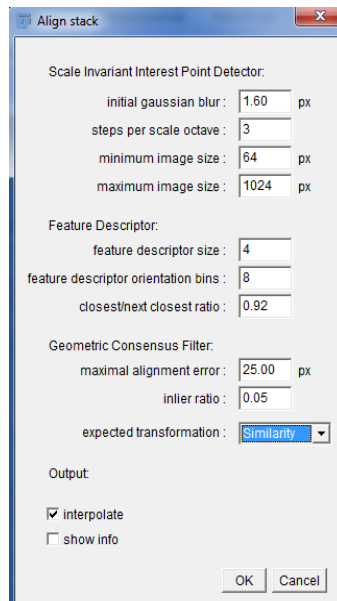 Align stack
Scale Invariant Interest Point Detector:
initial gaussian blur : 1.60 px
steps per scale octave : 3
minimum image size : 64 px
maximum image size : 1024 px
Feature Descriptor:
feature descriptor size : 4
feature descriptor orientation bins : 8
closest/next closest ratio : 0.92
Geometric Consensus Filter:
maximal alignment error : 25.00 px
inlier ratio : 0.05
expected transformation : Similarity
Output:
interpolate
show info
OK Cancel